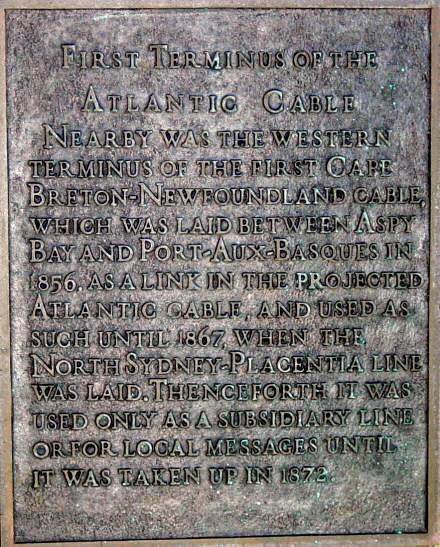 FIRST TERMINUS OF THE
ATLANTIC CABLE
NEARBY WAS THE WESTERN
TERMINUS OF THE FIRST CAPE
BRETON-NEWFOUNDLAND CABLE,
WHICH WAS LAID BETWEEN ASPY
BAY AND PORT-AUX-BASQUES IN
1856, AS A LINK IN THE PROJECTED
ATLANTIC CABLE, AND USED AS
SUCH UNTIL 1867, WHEN THE
NORTH SYDNEY-PLACENTIA LINE
WAS LAID. THENCEFORTH IT WAS
USED ONLY AS A SUBSIDIARY LINE
OR FOR LOCAL MESSAGES UNTIL
IT WAS TAKEN UP IN 1872.